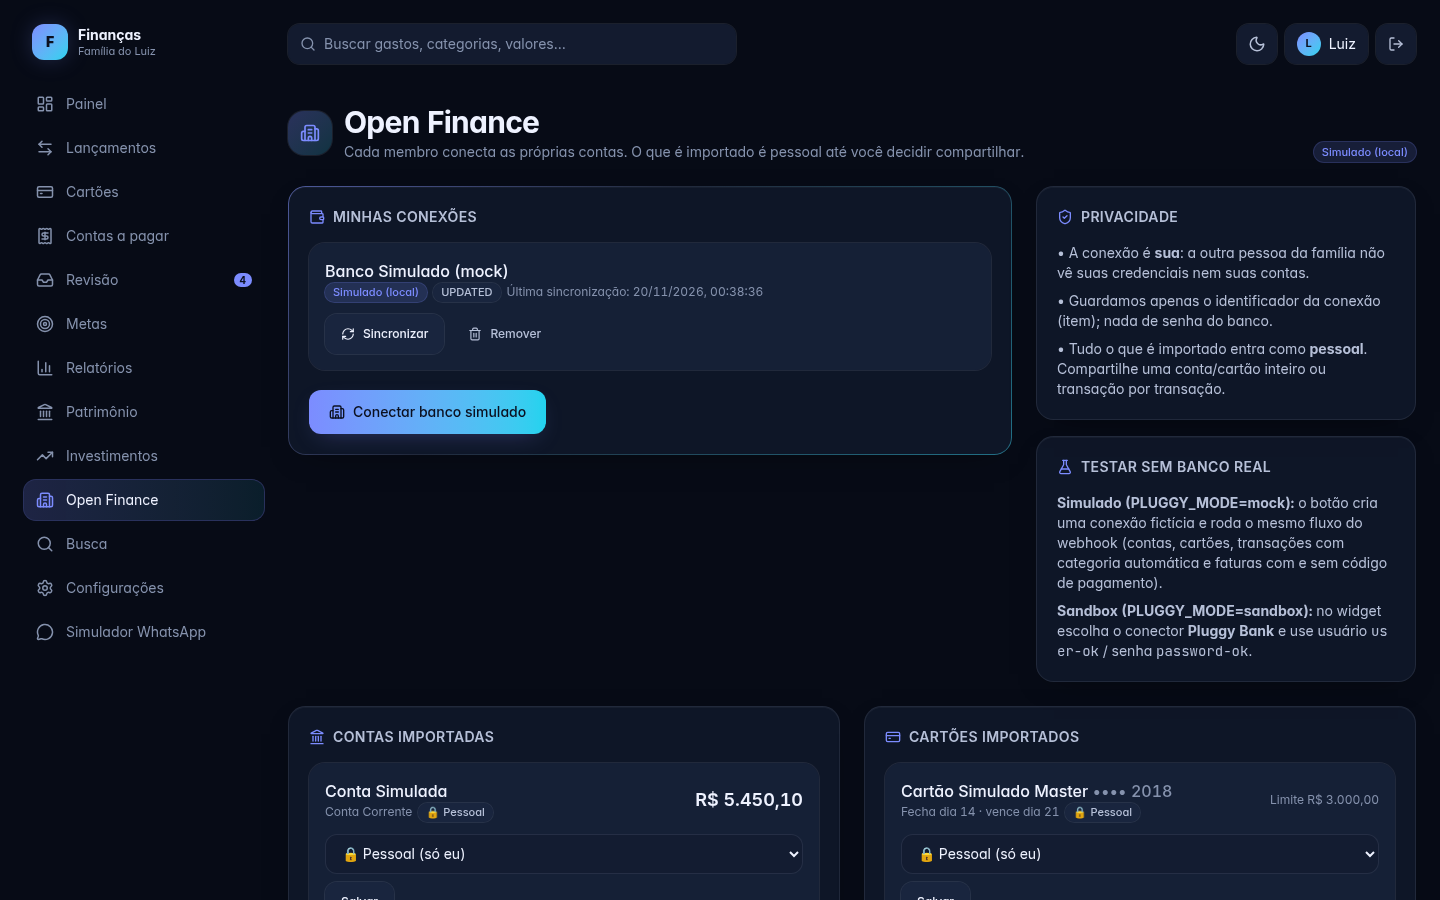 F
Finanças
Família do Luiz
Buscar gastos, categorias, valores...
L
Luiz
Painel
Lançamentos
Cartões
Contas a pagar
Revisão
4
Metas
Relatórios
Patrimônio
Investimentos
Open Finance
Busca
Configurações
Simulador WhatsApp
Open Finance
Cada membro conecta as próprias contas. O que é importado é pessoal até você decidir compartilhar.
Simulado (local)
MINHAS CONEXÕES
Banco Simulado (mock)
Simulado (local) UPDATED Última sincronização: 20/11/2026, 00:38:36
Sincronizar
Remover
Conectar banco simulado
PRIVACIDADE
• A conexão é sua: a outra pessoa da família não
vê suas credenciais nem suas contas.
• Guardamos apenas o identificador da conexão
(item); nada de senha do banco.
• Tudo o que é importado entra como pessoal.
Compartilhe uma conta/cartão inteiro ou
transação por transação.
TESTAR SEM BANCO REAL
Simulado (PLUGGY_MODE=mock): o botão cria
uma conexão fictícia e roda o mesmo fluxo do
webhook (contas, cartões, transações com
categoria automática e faturas com e sem código
de pagamento).
Sandbox (PLUGGY_MODE=sandbox): no widget
escolha o conector Pluggy Bank e use usuário us
er-ok / senha password-ok.
CONTAS IMPORTADAS
Conta Simulada
Conta Corrente 🔒 Pessoal
R$ 5.450,10
🔒 Pessoal (só eu)
Salvar
CARTÕES IMPORTADOS
Cartão Simulado Master •••• 2018
Fecha dia 14 · vence dia 21 🔒 Pessoal
Limite R$ 3.000,00
🔒 Pessoal (só eu)
Salvar